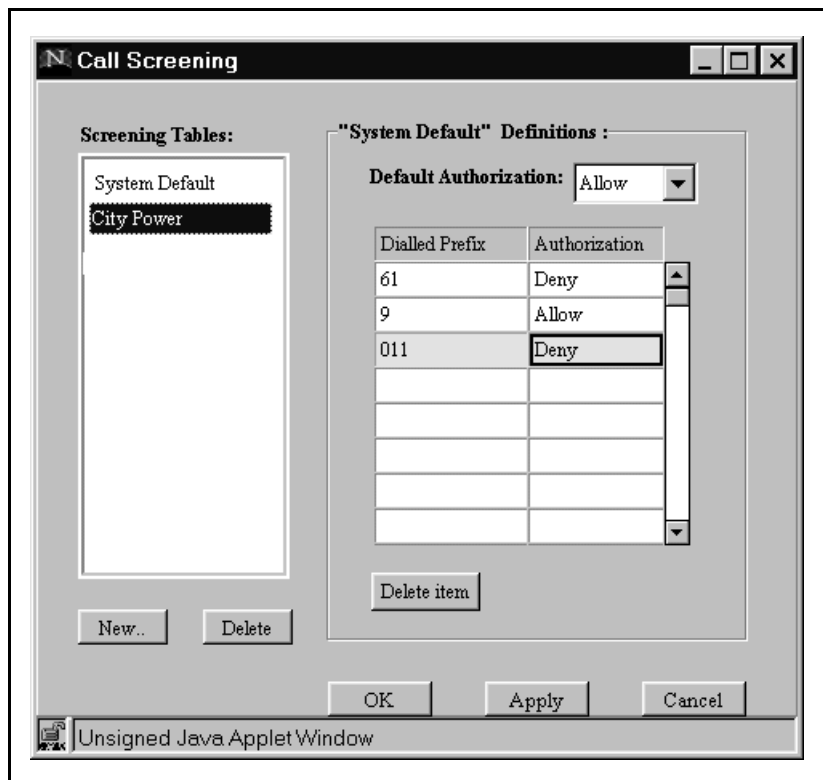 N Call Screening
Screening Tables:
System Default
City Power
New..
Delete
"System Default" Definitions :
Default Authorization: Allow
Dialled Prefix Authorization
61 Deny
9 Allow
011 Deny
Delete item
OK Apply Cancel
Unsigned Java Applet Window